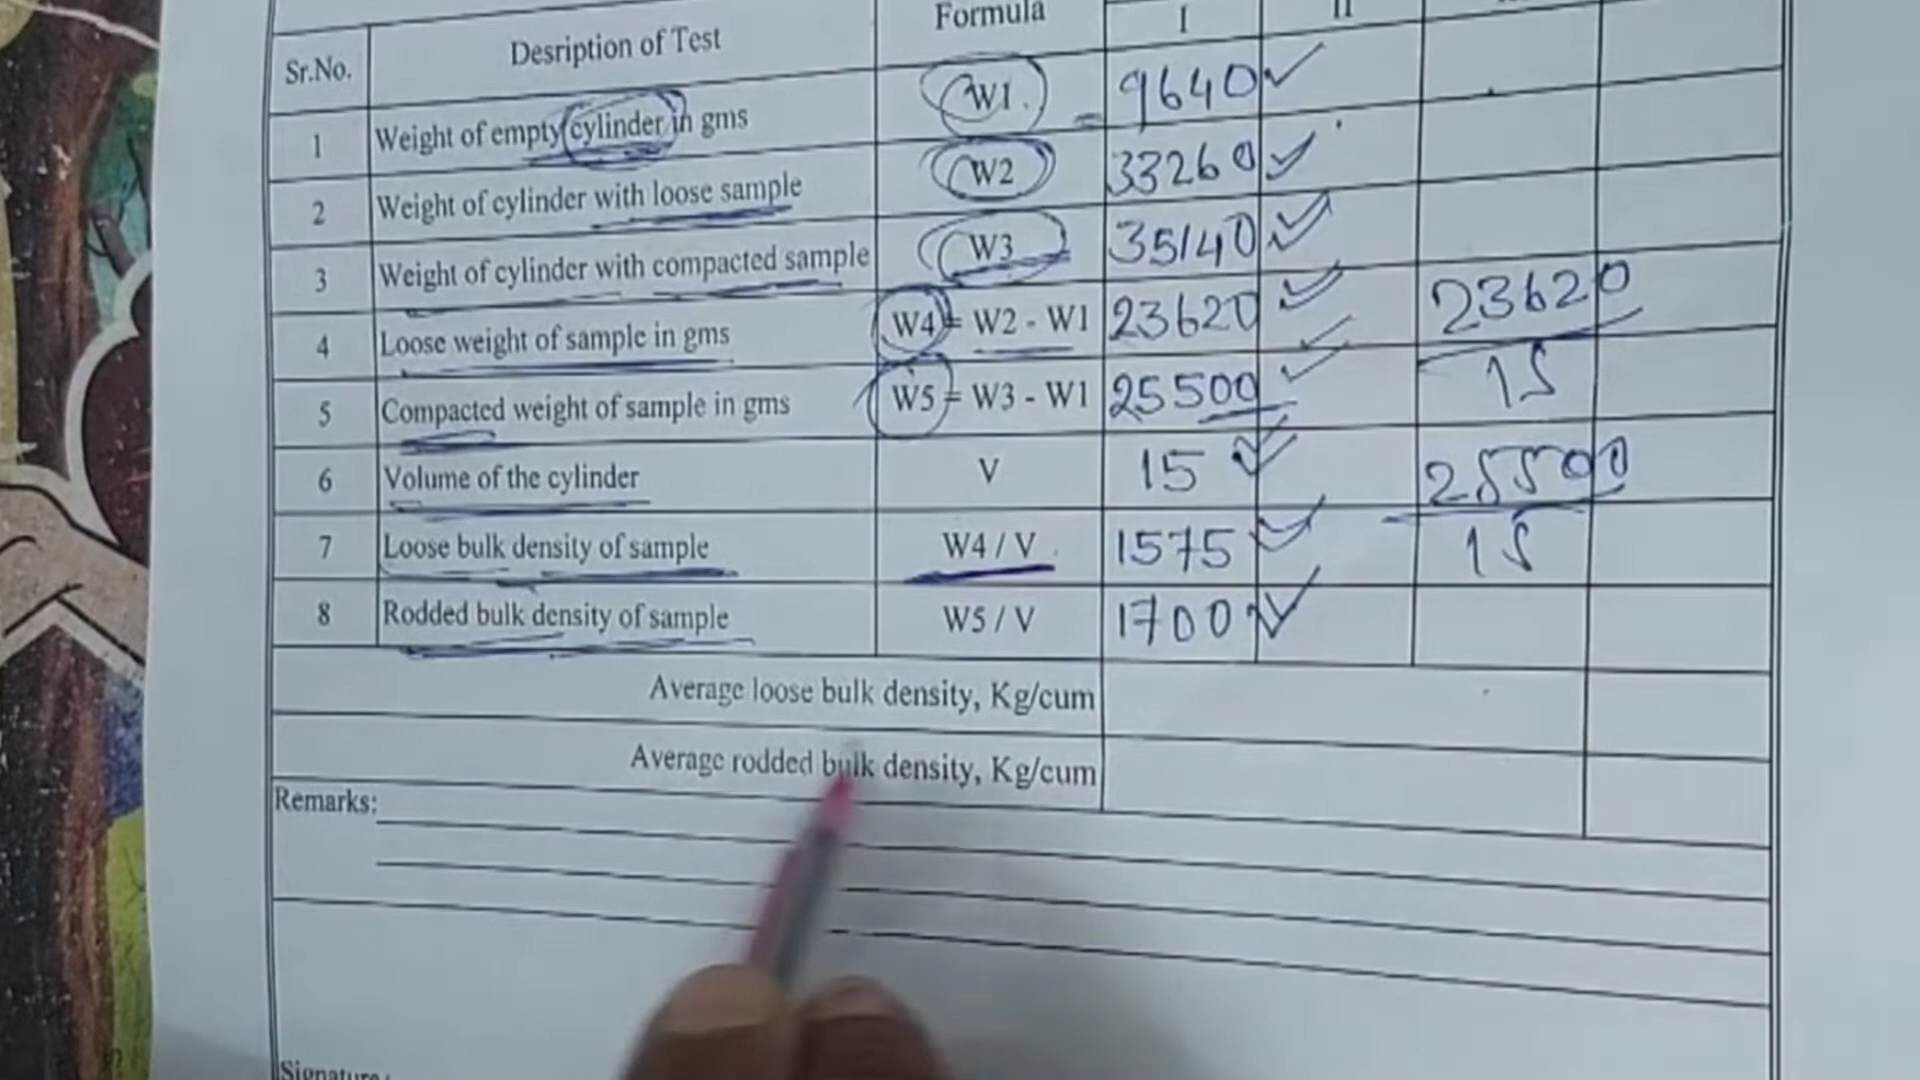 Formula I II
Sr.No. Desription of Test
1 Weight of empty cylinder in gms W1. 9640
2 Weight of cylinder with loose sample W2 33260
3 Weight of cylinder with compacted sample W3 35140
4 Loose weight of sample in gms W4 = W2 - W1 23620 23620
5 Compacted weight of sample in gms W5 = W3 - W1 25500 15
6 Volume of the cylinder V 15 25500
7 Loose bulk density of sample W4 / V 1575 15
8 Rodded bulk density of sample W5 / V 1700
Average loose bulk density, Kg/cum
Average rodded bulk density, Kg/cum
Remarks:
Signature: